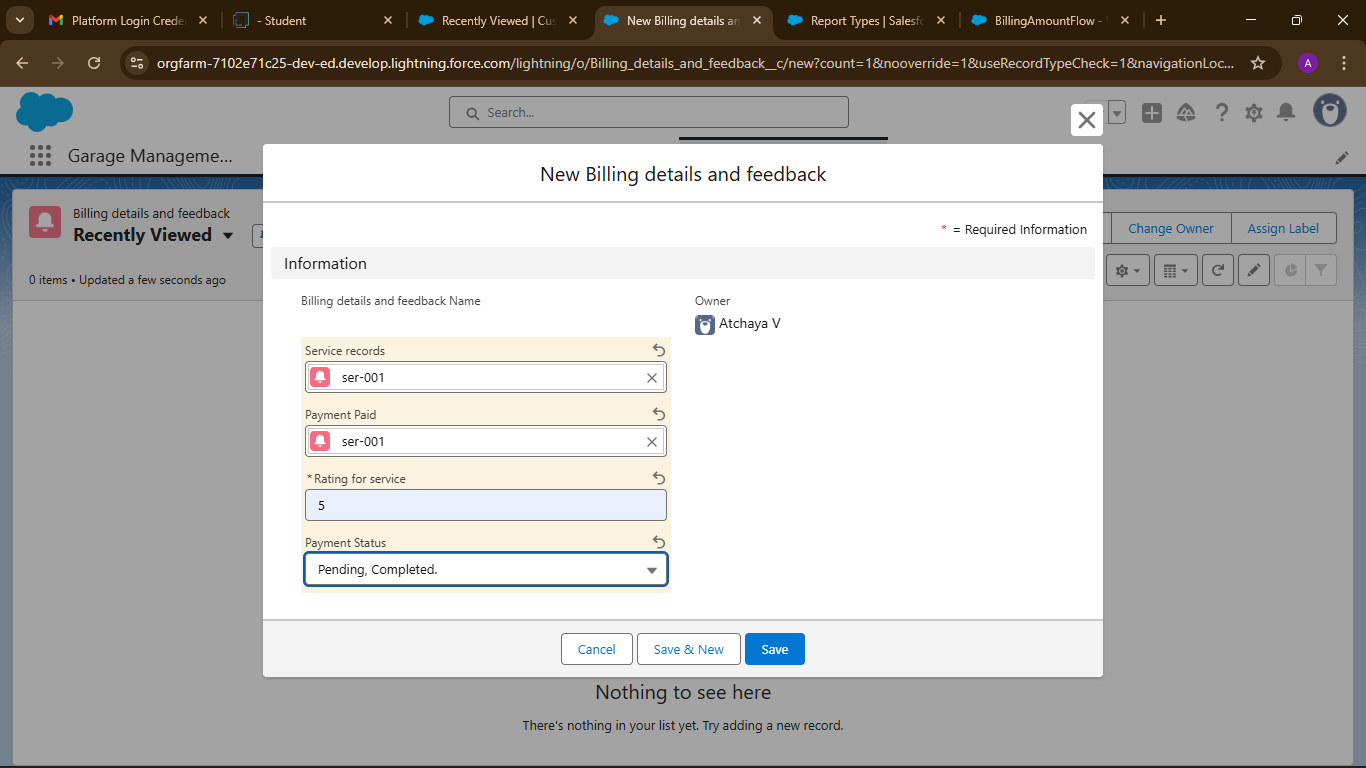 Platform Login Crede
- Student
Recently Viewed | Cus
New Billing details an
Report Types | Salesfo
BillingAmountFlow -
orgfarm-7102e71c25-dev-ed.develop.lightning.force.com/lightning/o/Billing_details_and_feedback__c/new?count=1&nooverride=1&useRecordTypeCheck=1&navigationLoc...
A
Search...
Garage Manageme...
New Billing details and feedback
Billing details and feedback
Recently Viewed
Change Owner
Assign Label
* = Required Information
Information
0 items • Updated a few seconds ago
Billing details and feedback Name
Owner
Atchaya V
Service records
ser-001
Payment Paid
ser-001
*Rating for service
5
Payment Status
Pending, Completed.
Cancel
Save & New
Save
Nothing to see here
There's nothing in your list yet. Try adding a new record.